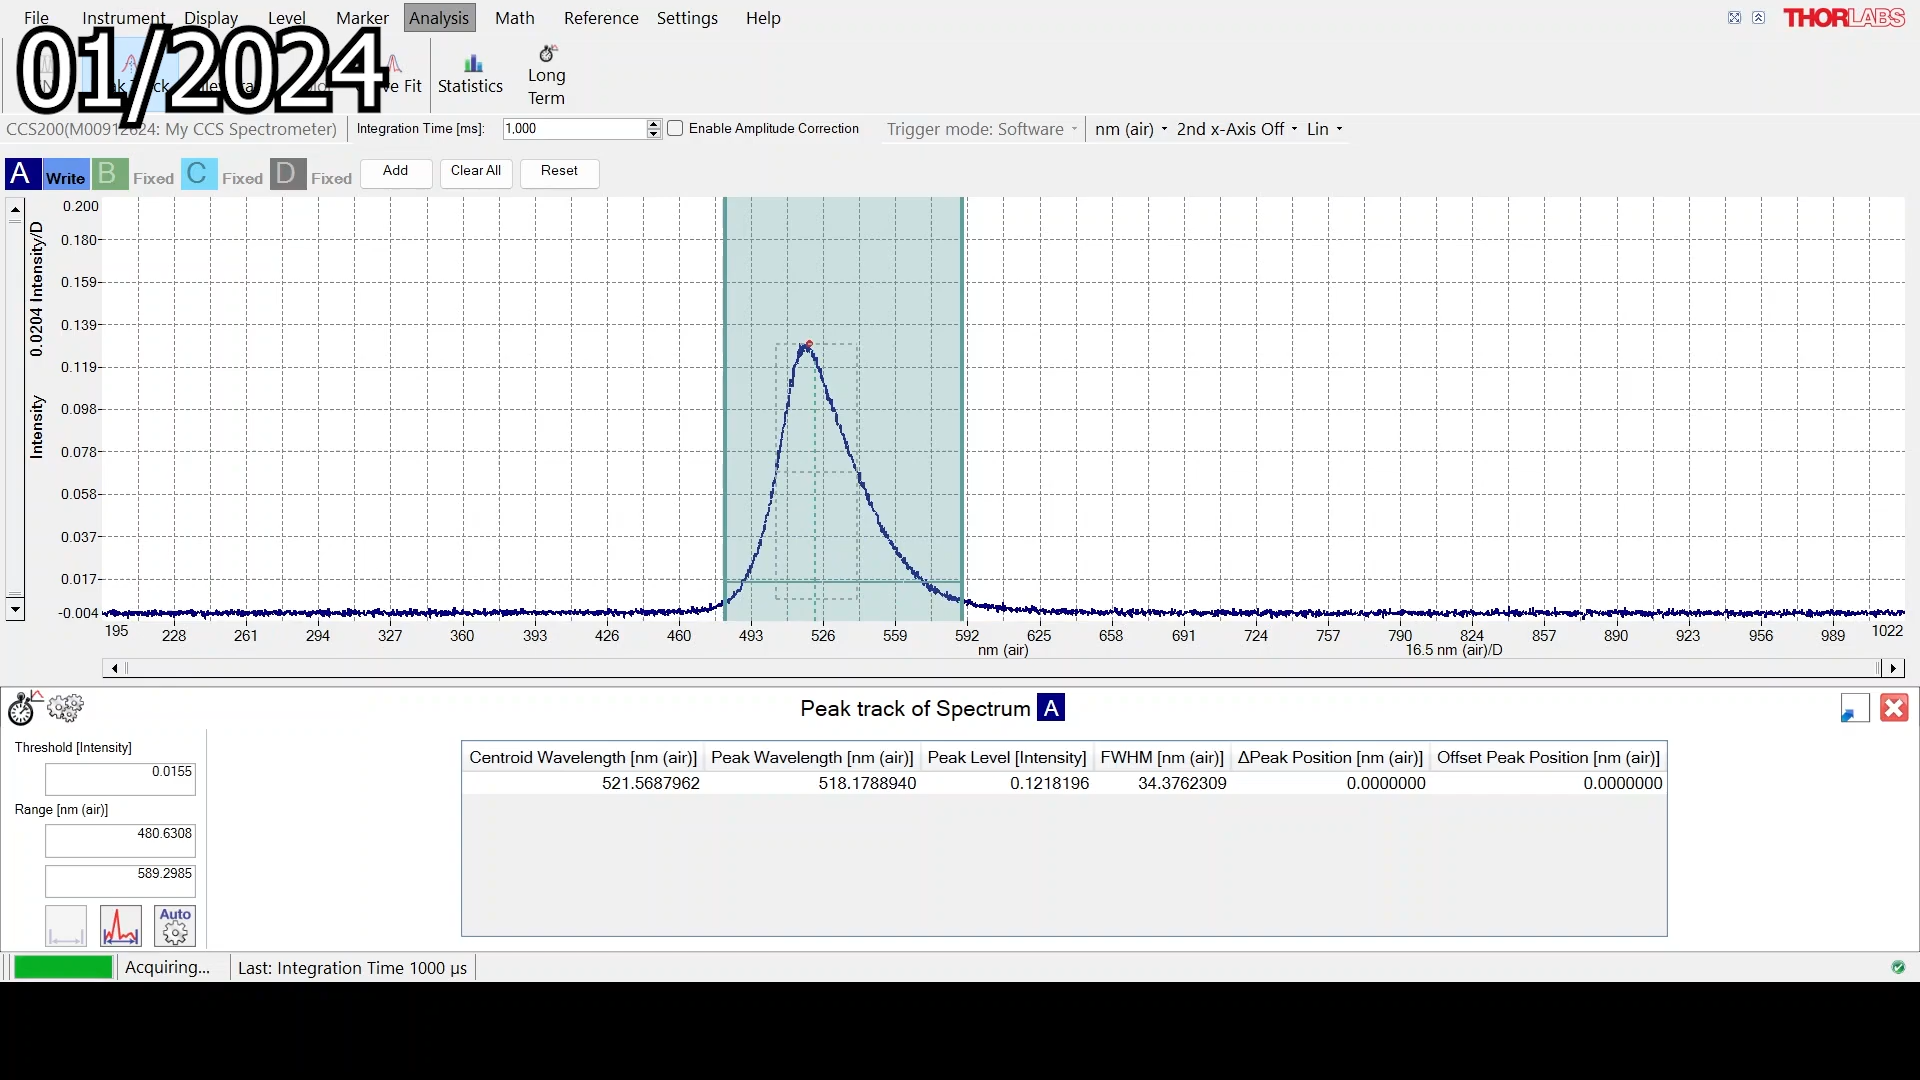 File Instrument Display Level Marker Analysis Math Reference Settings Help
THORLABS
01/2024
Fit Statistics Long Term
CCS200(M00912624: My CCS Spectrometer) Integration Time [ms]: 1,000 Enable Amplitude Correction Trigger mode: Software nm (air) 2nd x-Axis Off Lin
A Write B Fixed C Fixed D Fixed Add Clear All Reset
0.200
0.180
0.159
0.139
0.119
0.098
0.078
0.058
0.037
0.017
-0.004
0.0204 Intensity/D
Intensity
195 228 261 294 327 360 393 426 460 493 526 559 592 625 658 691 724 757 790 824 857 890 923 956 989 1022
nm (air) 16.5 nm (air)/D
Peak track of Spectrum A
Threshold [Intensity]
0.0155
Range [nm (air)]
480.6308
589.2985
Auto
Centroid Wavelength [nm (air)] Peak Wavelength [nm (air)] Peak Level [Intensity] FWHM [nm (air)] ΔPeak Position [nm (air)] Offset Peak Position [nm (air)]
521.5687962 518.1788940 0.1218196 34.3762309 0.0000000 0.0000000
Acquiring... Last: Integration Time 1000 µs